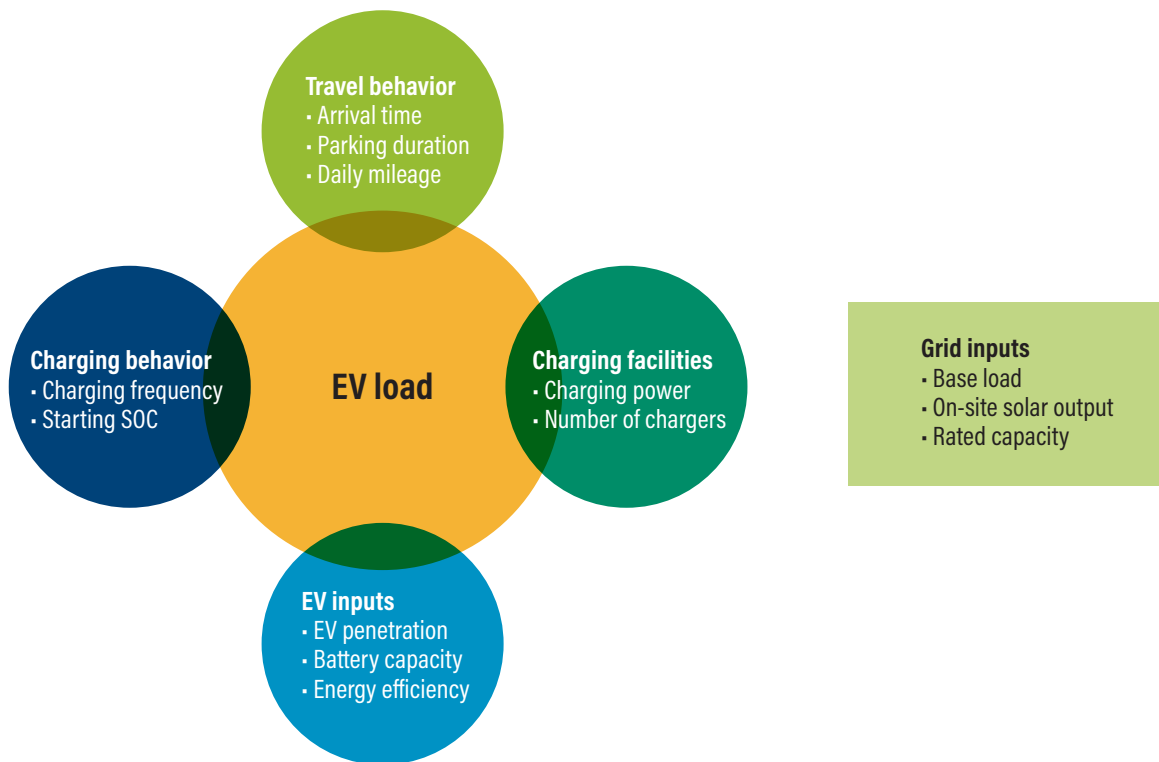 Travel behavior
▪ Arrival time
▪ Parking duration
▪ Daily mileage
Charging behavior
▪ Charging frequency
▪ Starting SOC
EV load
Charging facilities
▪ Charging power
▪ Number of chargers
Grid inputs
▪ Base load
▪ On-site solar output
▪ Rated capacity
EV inputs
▪ EV penetration
▪ Battery capacity
▪ Energy efficiency